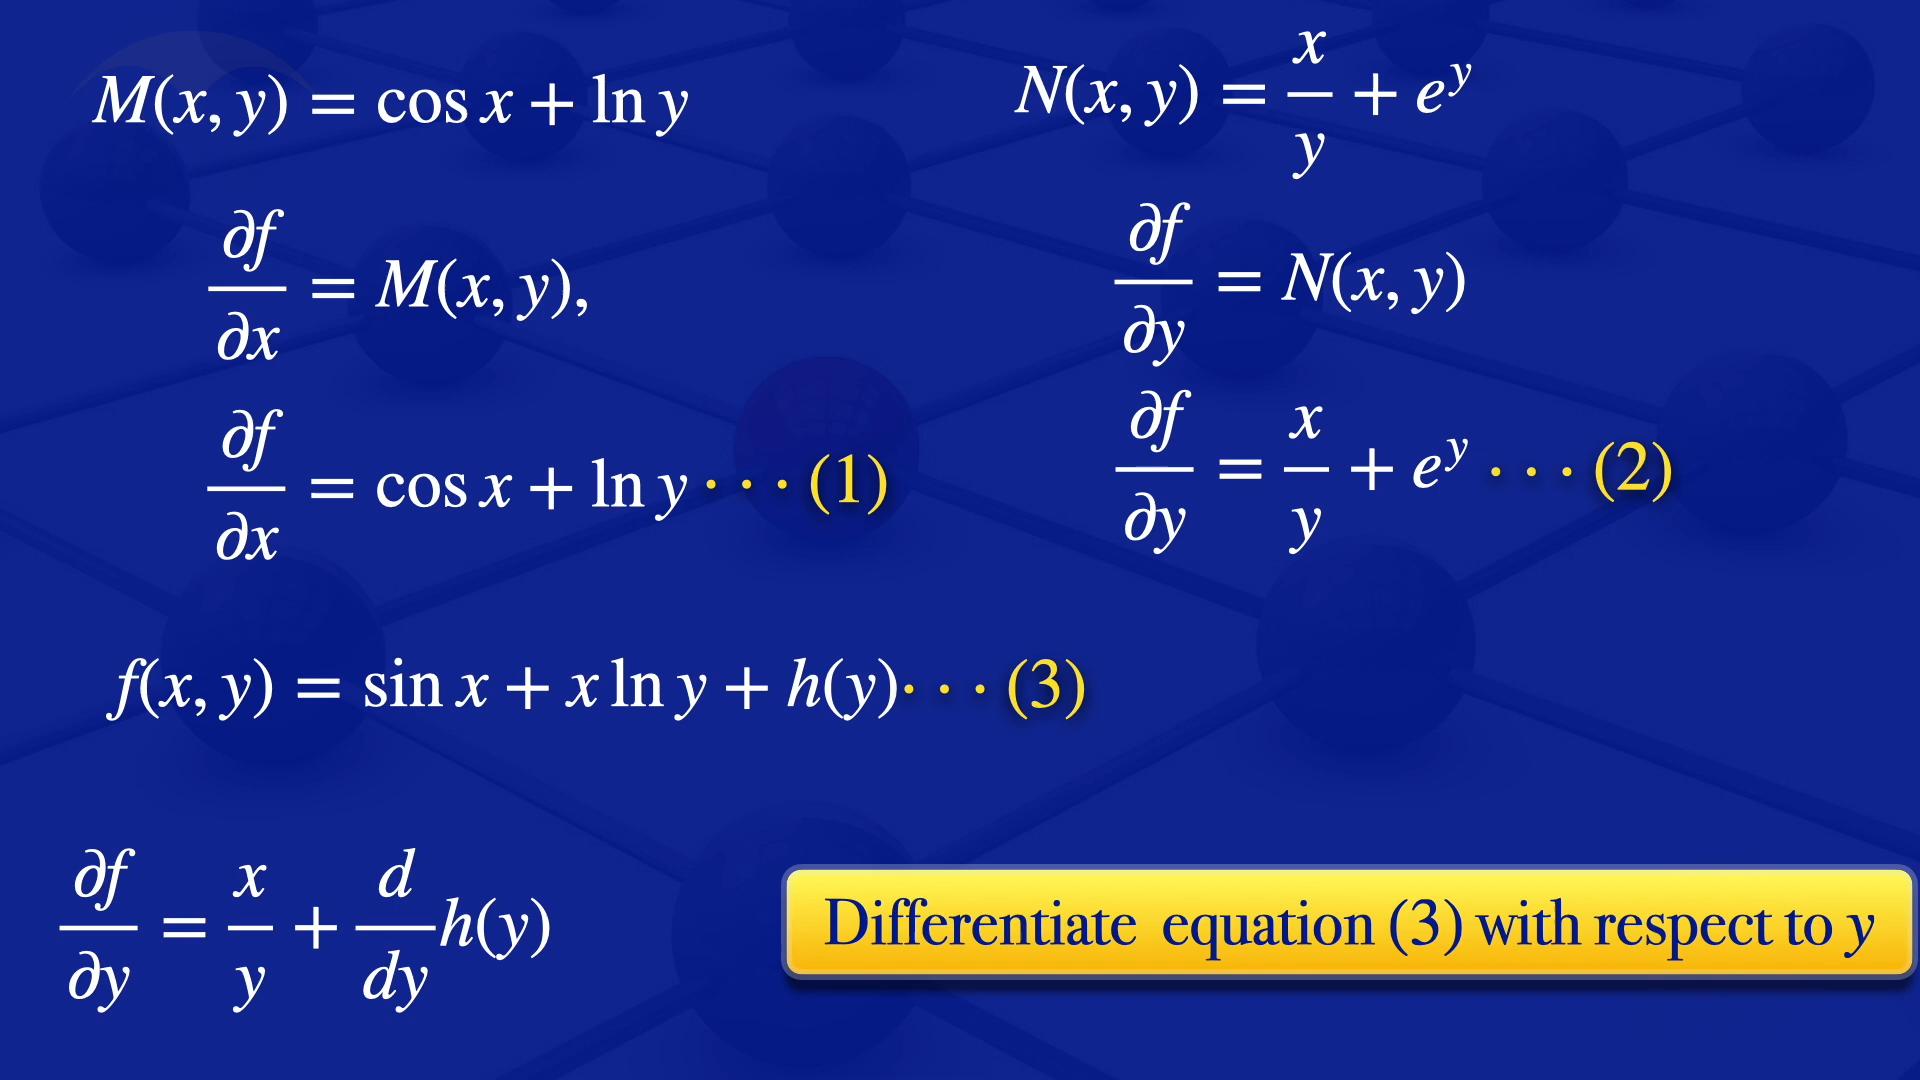 M(x, y) = cos x + ln y
N(x, y) = x/y + e^y
∂f/∂x = M(x, y),
∂f/∂y = N(x, y)
∂f/∂x = cos x + ln y · · · (1)
∂f/∂y = x/y + e^y · · · (2)
f(x, y) = sin x + x ln y + h(y) · · · (3)
∂f/∂y = x/y + d/dy h(y)
Differentiate equation (3) with respect to y